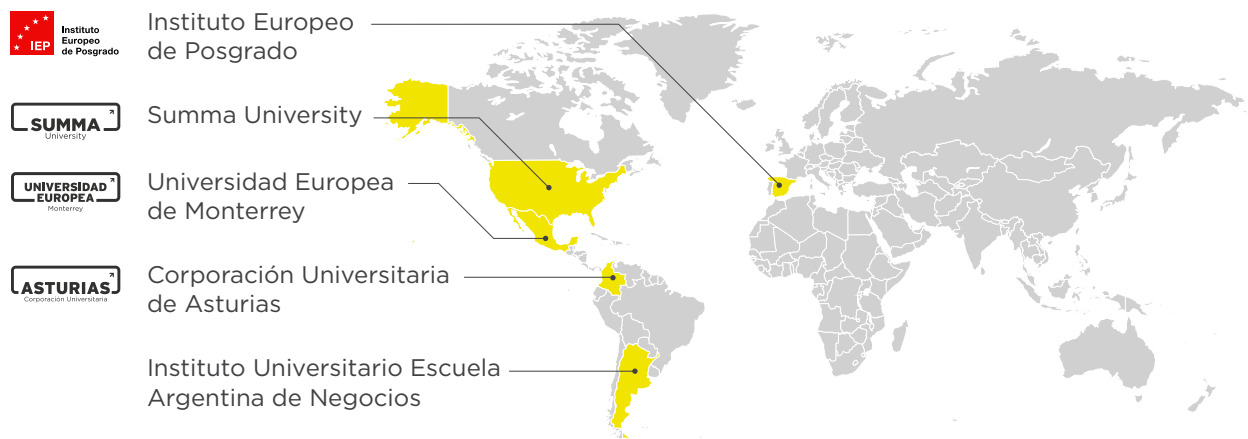 IEP
Instituto
Europeo
de Posgrado
Instituto Europeo
de Posgrado
SUMMA
University
Summa University
UNIVERSIDAD
EUROPEA
Monterrey
Universidad Europea
de Monterrey
ASTURIAS
Corporación Universitaria
Corporación Universitaria
de Asturias
Instituto Universitario Escuela
Argentina de Negocios